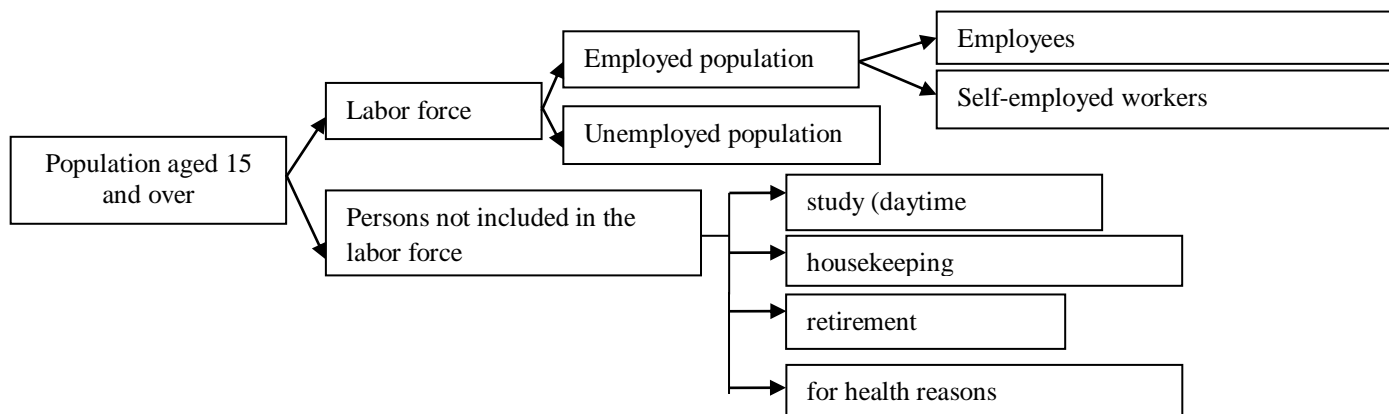 Employees
Employed population
Self-employed workers
Labor force
Unemployed population
Population aged 15
and over
Persons not included in the
labor force
study (daytime
housekeeping
retirement
for health reasons